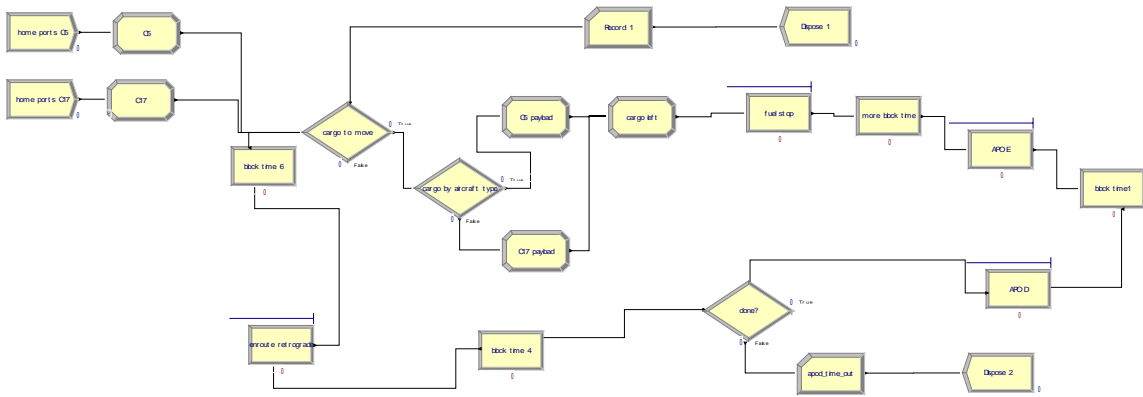 home ports C5
0
C5
Record 1
Dispose 1
0
home ports C17
0
C17
cargo to move
0
True
0
False
C5 payload
cargo left
fuel stop
0
more block time
0
APOE
0
block time 6
0
cargo by aircraft type
0
True
0
False
block time1
0
C17 payload
APOD
0
done?
0
True
0
False
enroute retrograde
0
block time 4
0
apod_time_out
Dispose 2
0